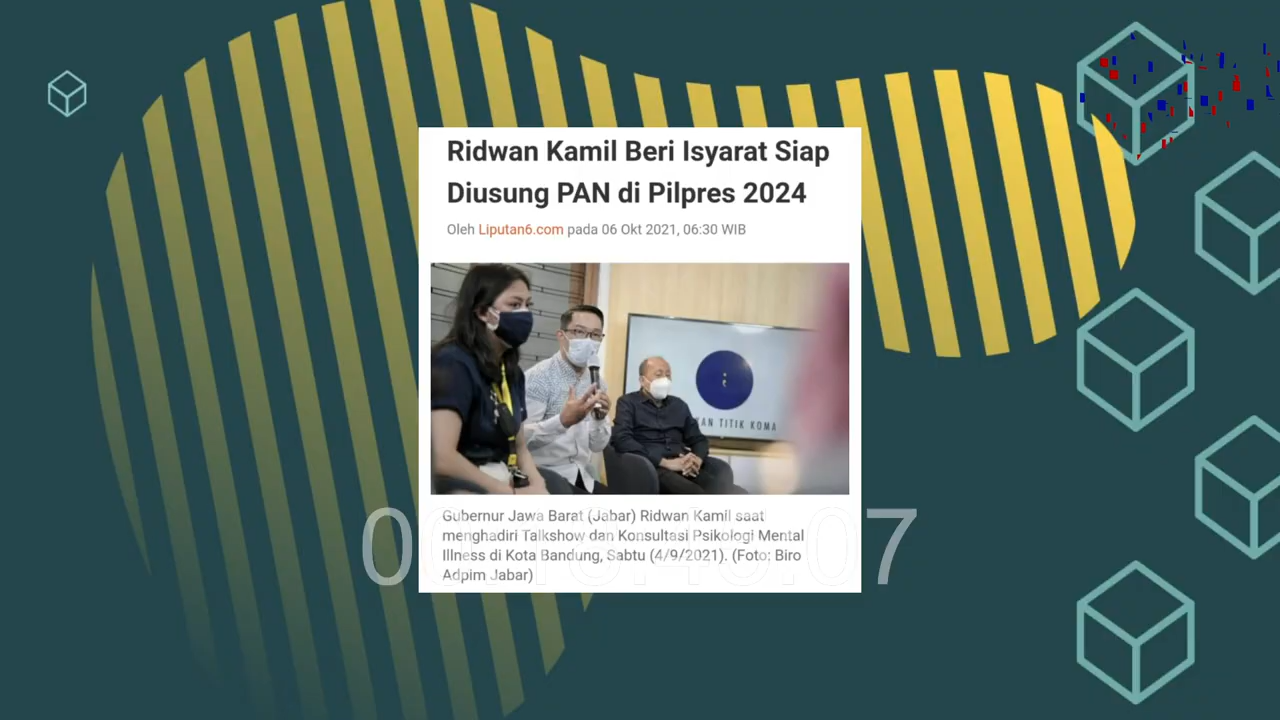 Ridwan Kamil Beri Isyarat Siap
Diusung PAN di Pilpres 2024
Oleh Liputan6.com pada 06 Okt 2021, 06:30 WIB
AN TITIK KOMA
Gubernur Jawa Barat (Jabar) Ridwan Kamil saat
menghadiri Talkshow dan Konsultasi Psikologi Mental
Illness di Kota Bandung, Sabtu (4/9/2021). (Foto: Biro
Adpim Jabar)